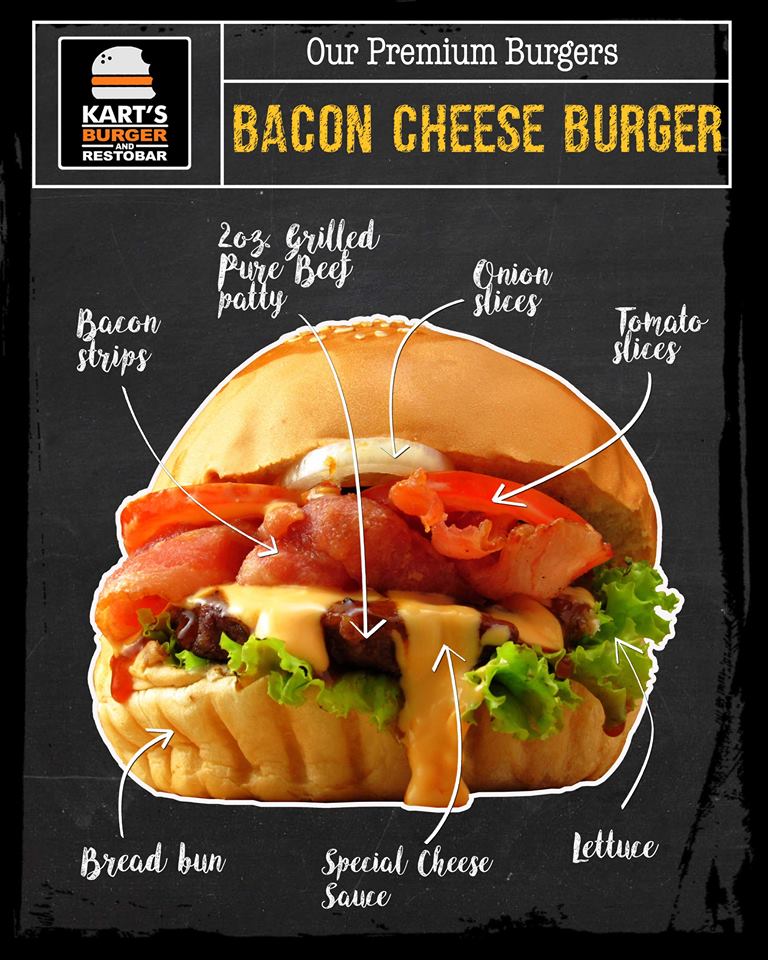 Our Premium Burgers
KART'S
BURGER
AND
RESTOBAR
BACON CHEESE BURGER
2oz. Grilled
Pure Beef
patty
Onion
slices
Bacon
strips
Tomato
slices
Bread bun
Special Cheese
Sauce
Lettuce